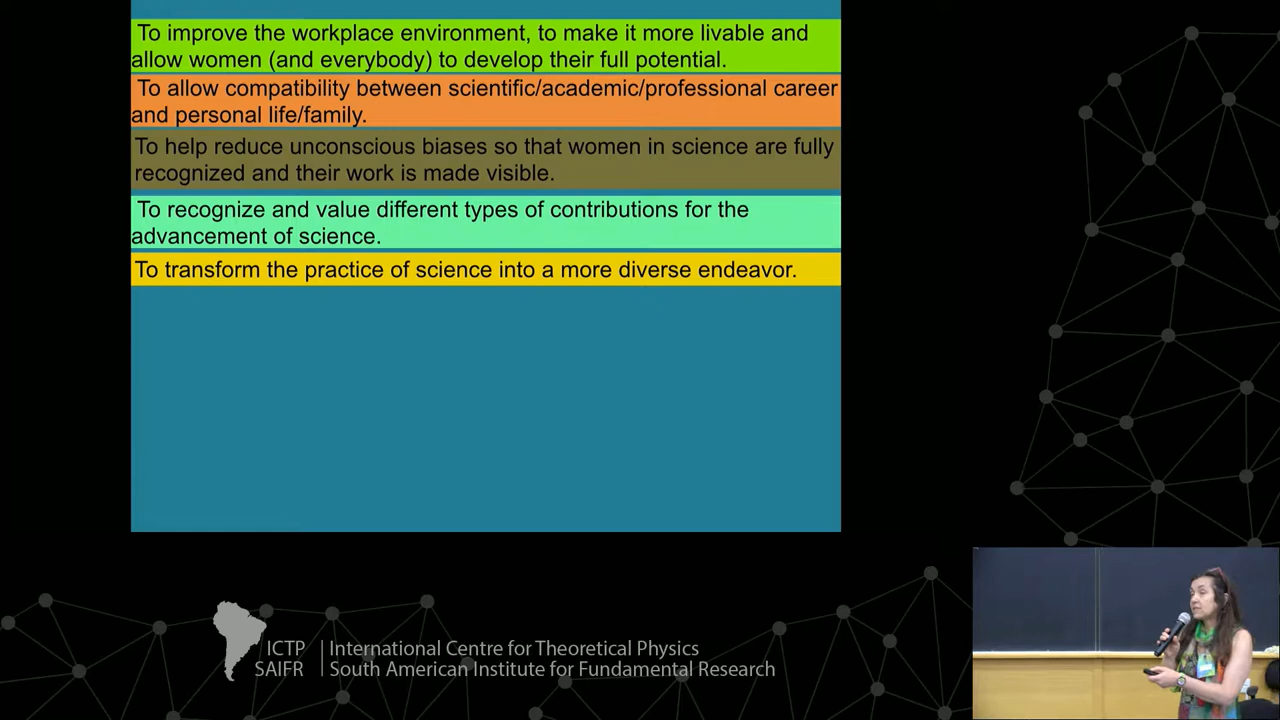 To improve the workplace environment, to make it more livable and
allow women (and everybody) to develop their full potential.
To allow compatibility between scientific/academic/professional career
and personal life/family.
To help reduce unconscious biases so that women in science are fully
recognized and their work is made visible.
To recognize and value different types of contributions for the
advancement of science.
To transform the practice of science into a more diverse endeavor.
ICTP
SAIFR
International Centre for Theoretical Physics
South American Institute for Fundamental Research